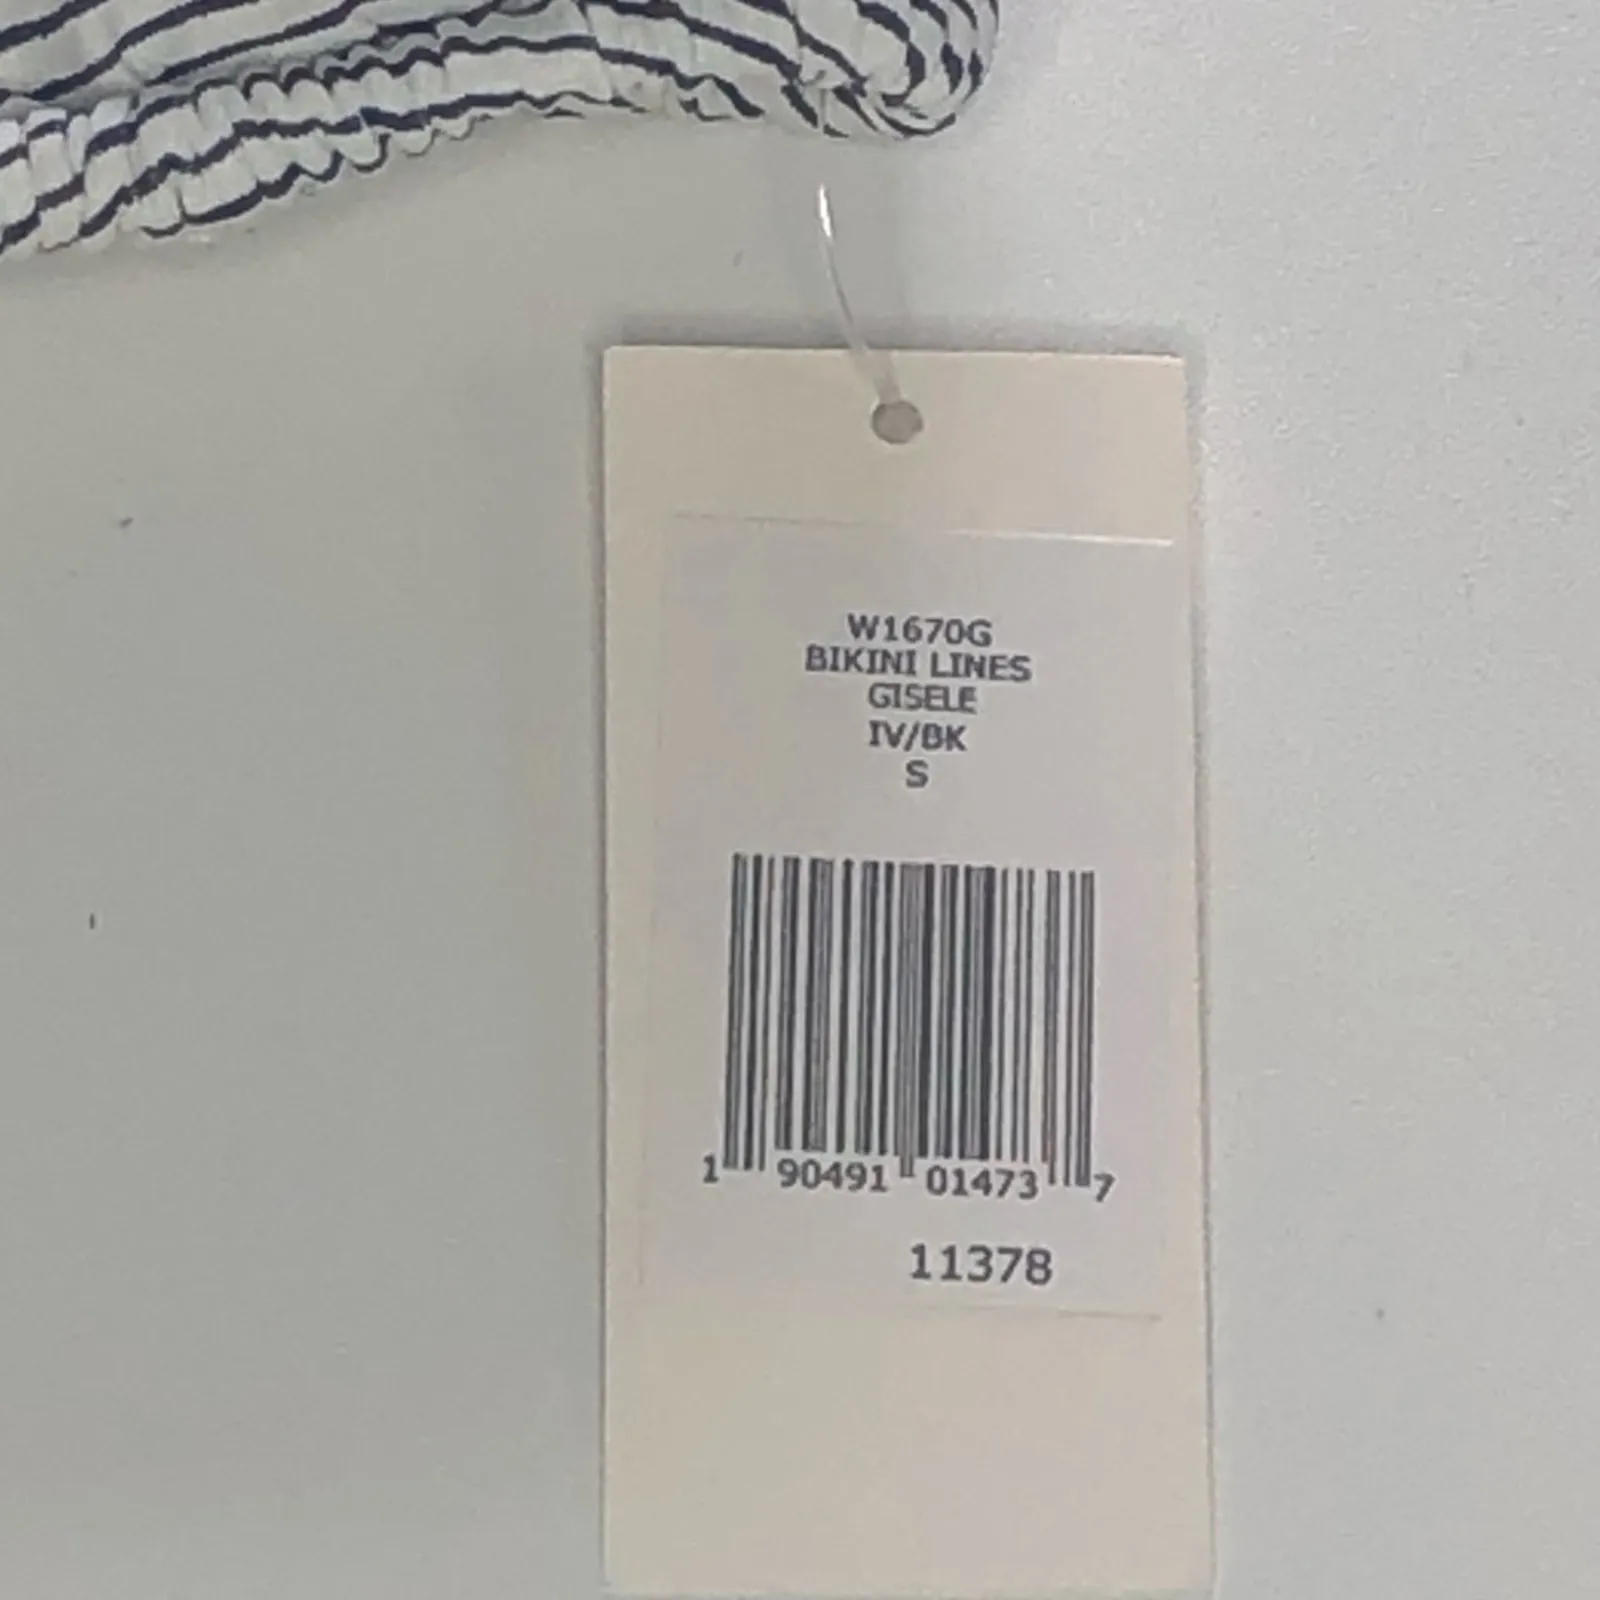 W1670G
BIKINI LINES
GISELE
IV/BK
S
1 90491 01473 7
11378